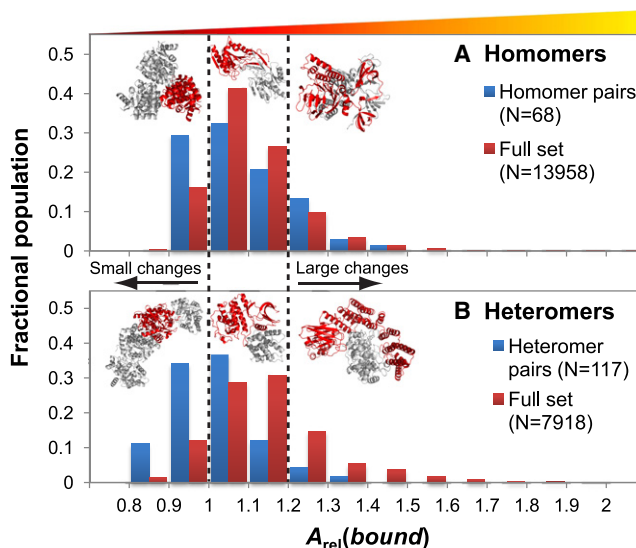 A Homomers
Homomer pairs
(N=68)
Full set
(N=13958)
0.5
0.4
0.3
0.2
0.1
0
Fractional population
Small changes
Large changes
B Heteromers
Heteromer
pairs (N=117)
Full set
(N=7918)
0.5
0.4
0.3
0.2
0.1
0
0.8 0.9 1 1.1 1.2 1.3 1.4 1.5 1.6 1.7 1.8 1.9 2
Arel(bound)